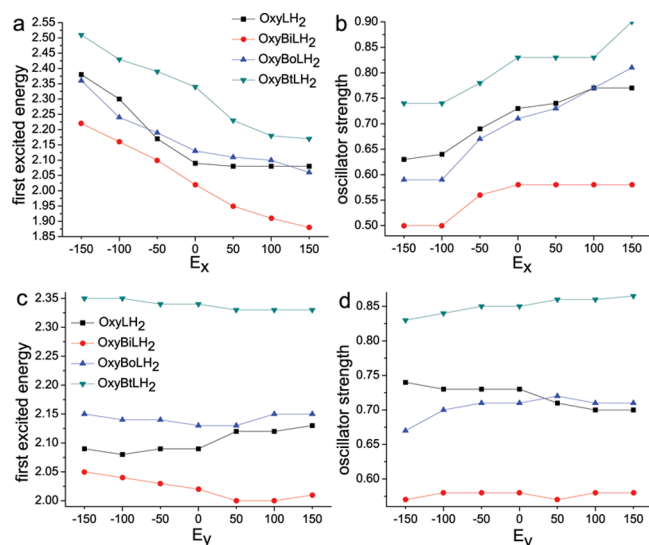 a
first excited energy
2.55
2.50
2.45
2.40
2.35
2.30
2.25
2.20
2.15
2.10
2.05
2.00
1.95
1.90
1.85
OxyLH2
OxyBiLH2
OxyBoLH2
OxyBtLH2
-150 -100 -50 0 50 100 150
Ex
b
oscillator strength
0.90
0.85
0.80
0.75
0.70
0.65
0.60
0.55
0.50
-150 -100 -50 0 50 100 150
Ex
c
first excited energy
2.35
2.30
2.25
2.20
2.15
2.10
2.05
2.00
OxyLH2
OxyBiLH2
OxyBoLH2
OxyBtLH2
-150 -100 -50 0 50 100 150
Ey
d
oscillator strength
0.85
0.80
0.75
0.70
0.65
0.60
-150 -100 -50 0 50 100 150
Ey